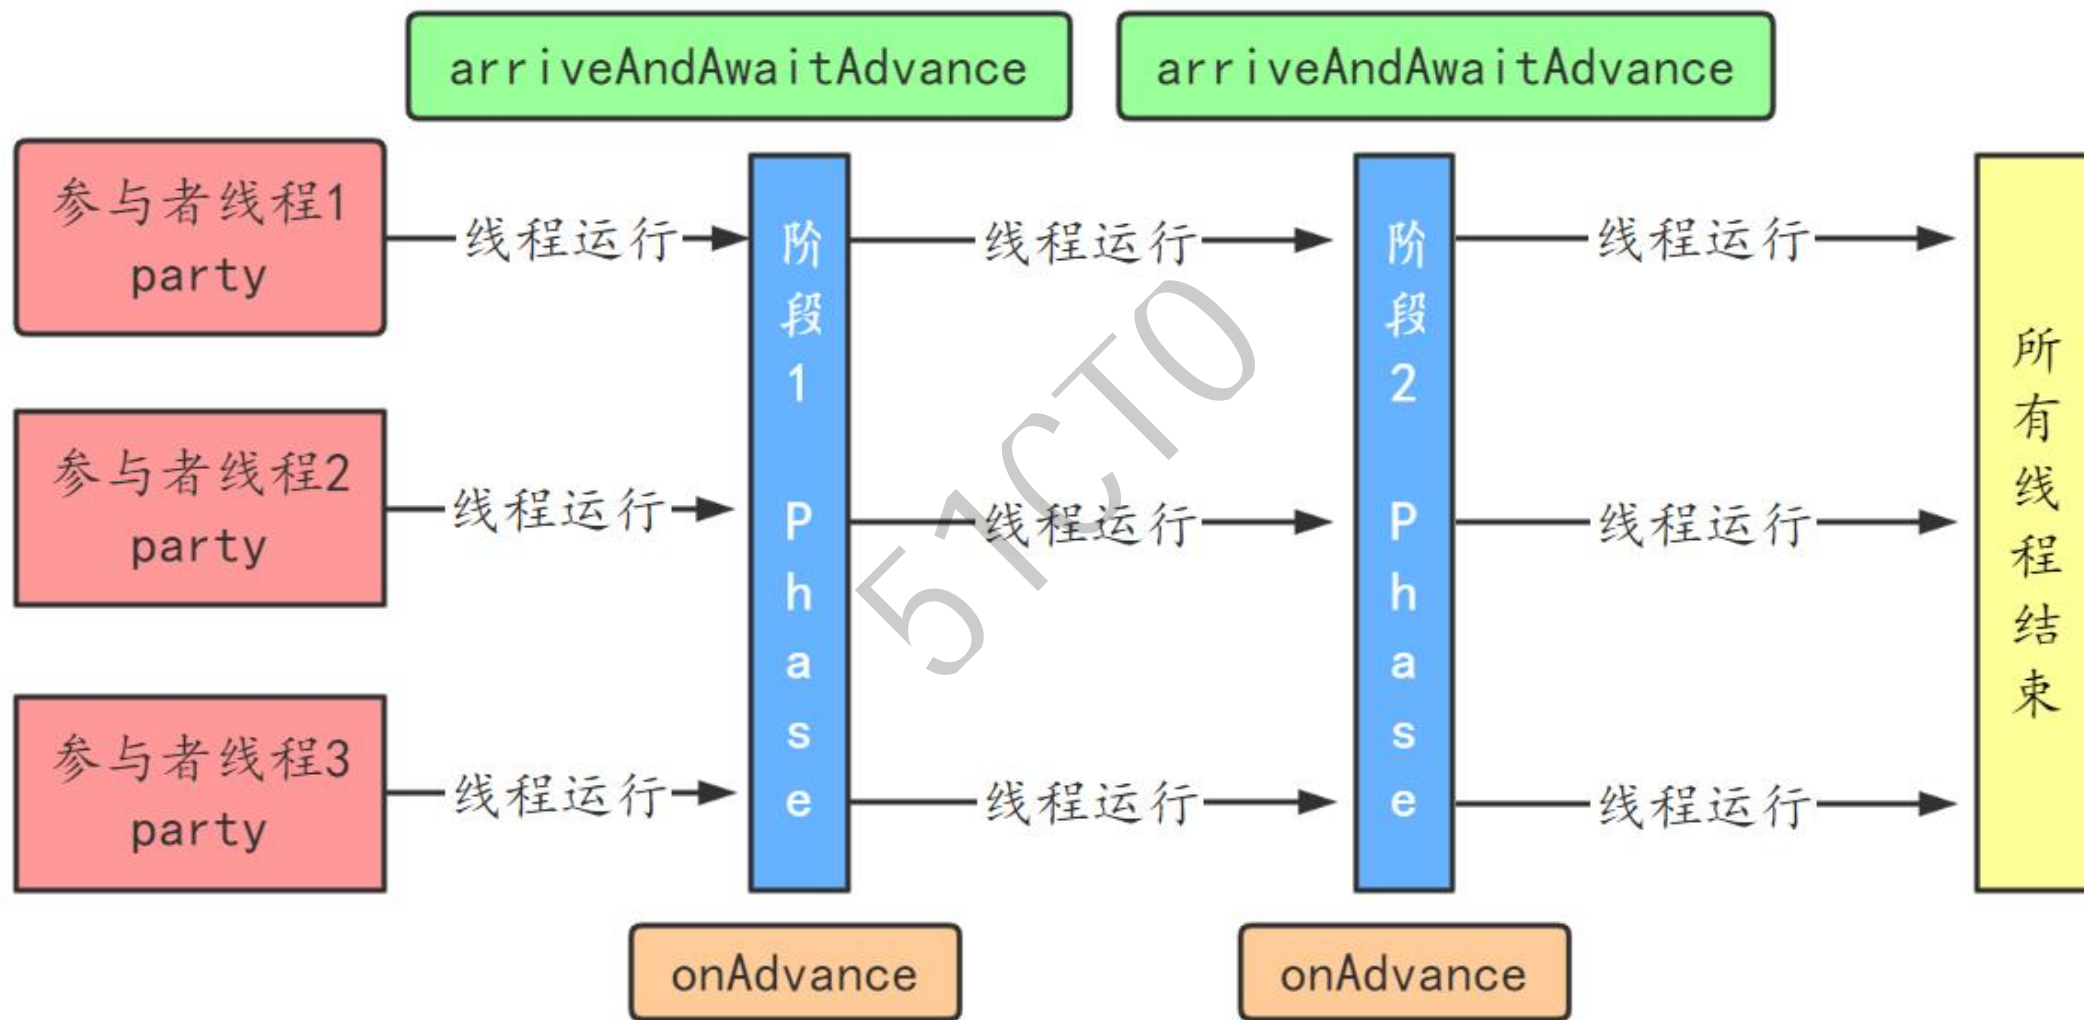 arriveAndAwaitAdvance
arriveAndAwaitAdvance
参与者线程1
party
线程运行
线程运行
线程运行
参与者线程2
party
线程运行
线程运行
线程运行
参与者线程3
party
线程运行
线程运行
线程运行
阶段1 Phase
阶段2 Phase
所有线程结束
onAdvance
onAdvance
51CTO